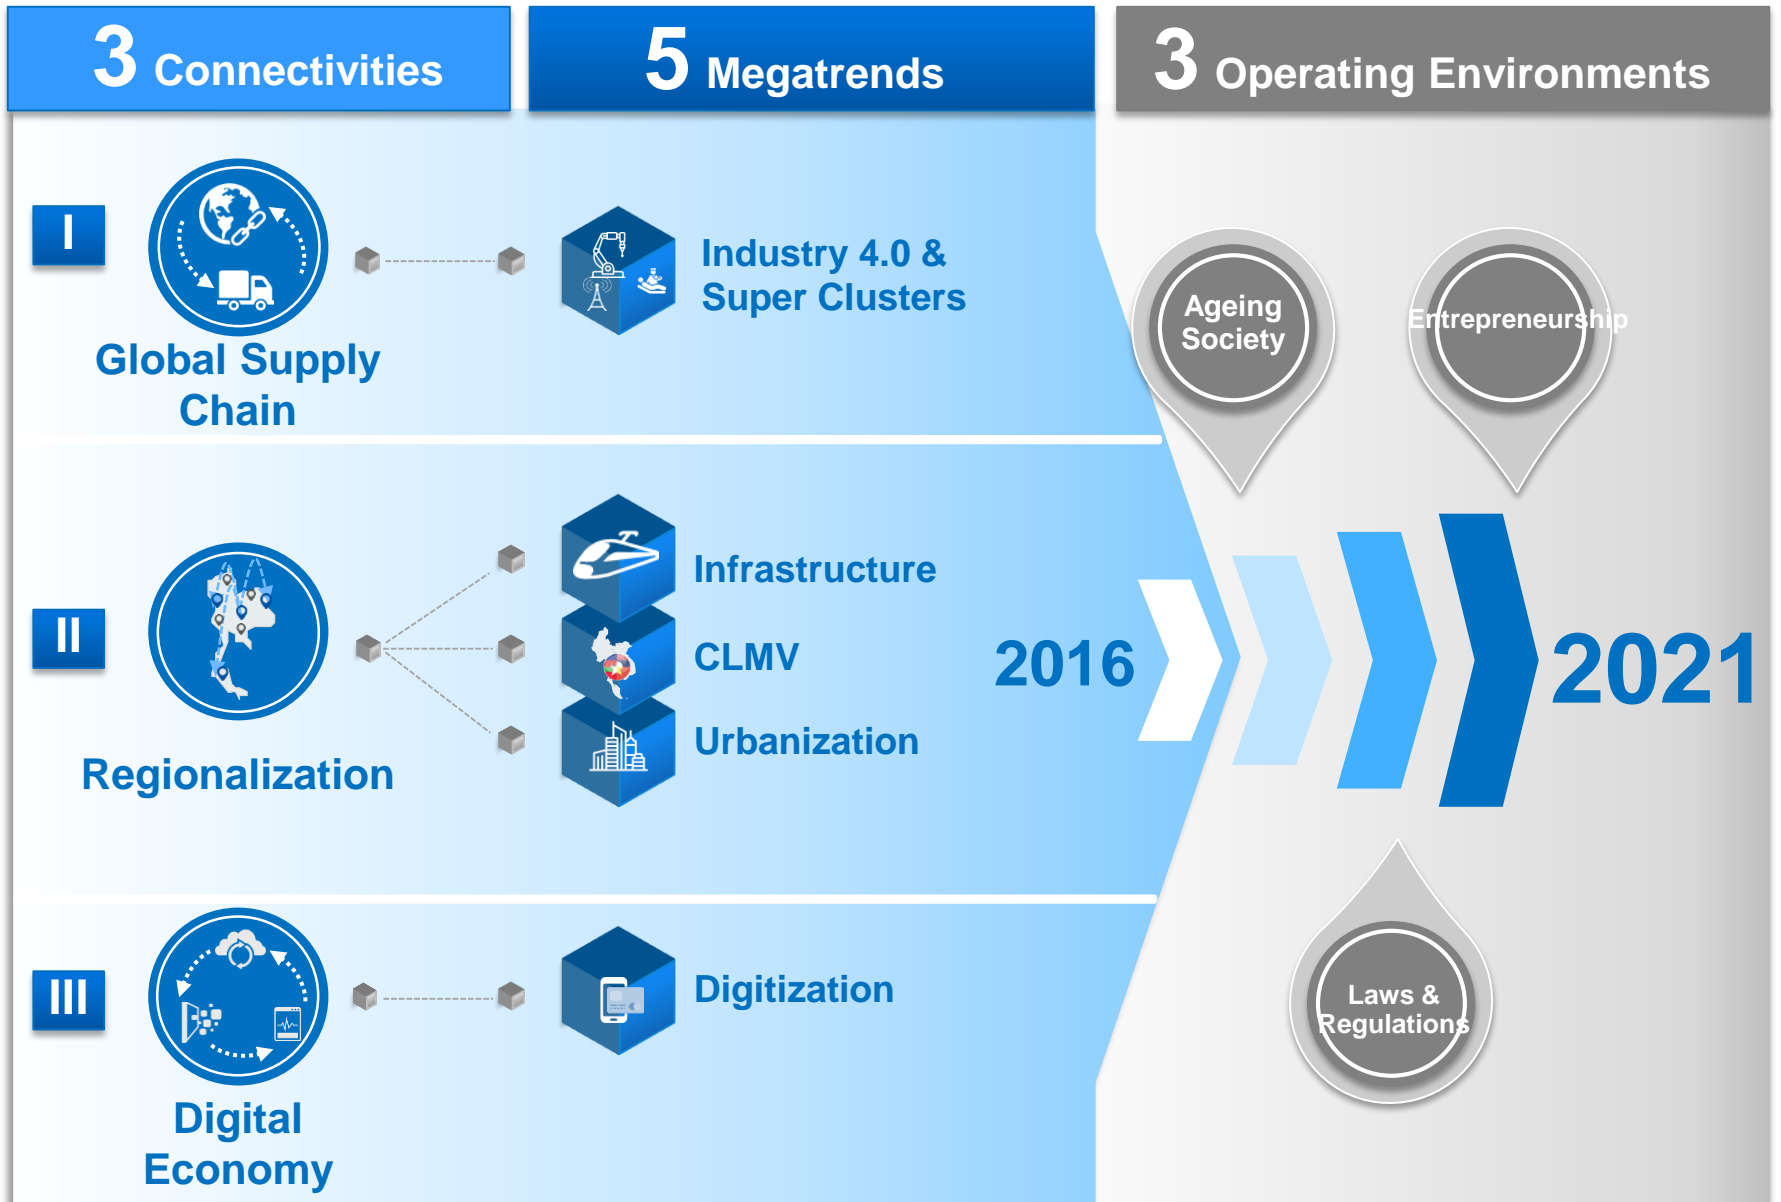 3 Connectivities
5 Megatrends
3 Operating Environments
I
Global Supply
Chain
Industry 4.0 &
Super Clusters
II
Regionalization
Infrastructure
CLMV
Urbanization
III
Digital
Economy
Digitization
Ageing
Society
Entrepreneurship
2016
2021
Laws &
Regulations